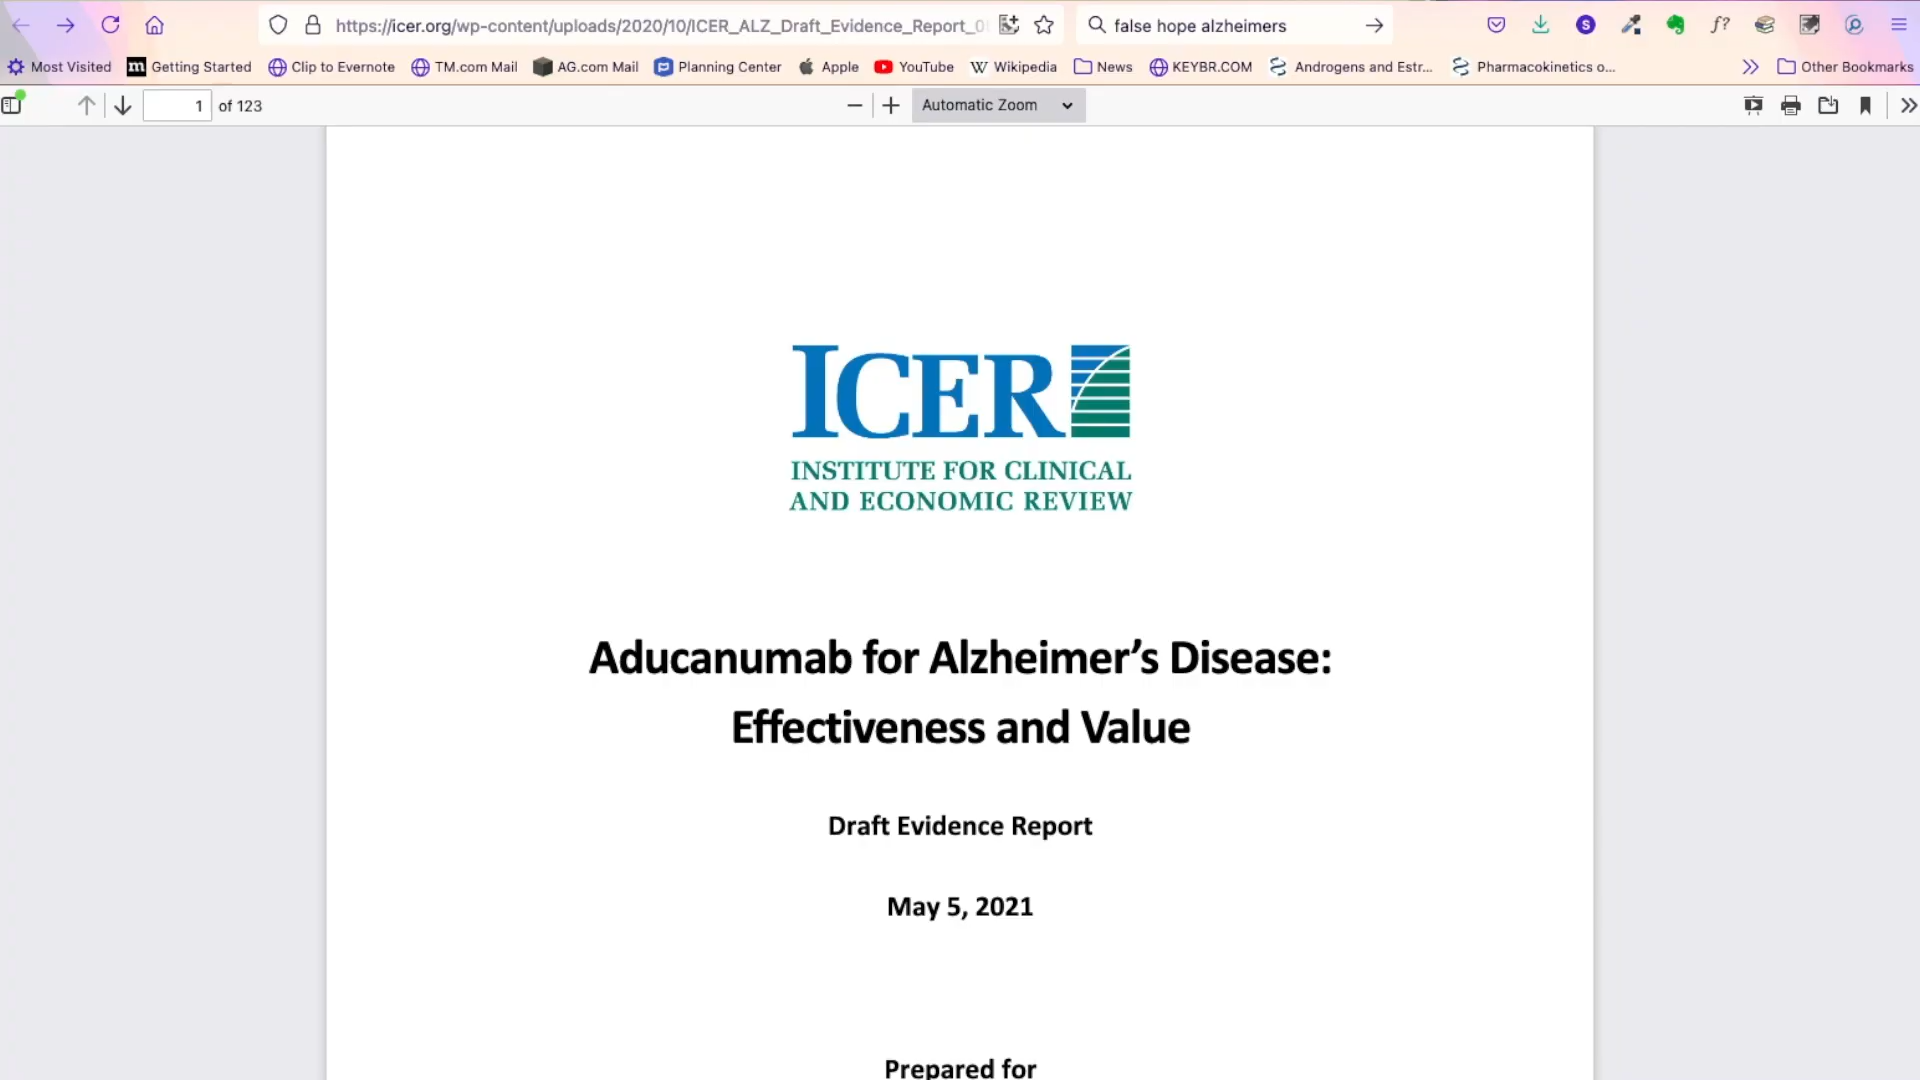 https://icer.org/wp-content/uploads/2020/10/ICER_ALZ_Draft_Evidence_Report_0
false hope alzheimers
S
f?
Most Visited
m Getting Started
Clip to Evernote
TM.com Mail
AG.com Mail
Planning Center
Apple
YouTube
W Wikipedia
News
KEYBR.COM
Androgens and Estr...
Pharmacokinetics o...
Other Bookmarks
1 of 123
Automatic Zoom
ICER
INSTITUTE FOR CLINICAL
AND ECONOMIC REVIEW
Aducanumab for Alzheimer’s Disease:
Effectiveness and Value
Draft Evidence Report
May 5, 2021
Prepared for